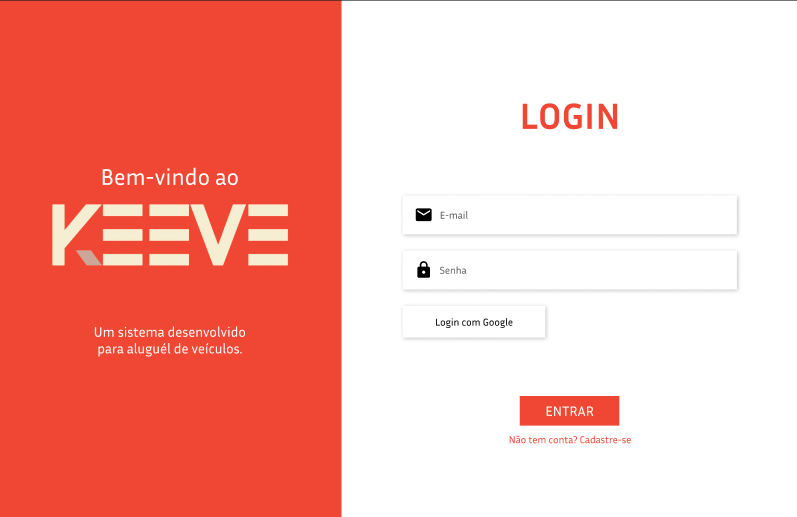 Bem-vindo ao
KEEVE
Um sistema desenvolvido
para aluguél de veículos.
LOGIN
E-mail
Senha
Login com Google
ENTRAR
Não tem conta? Cadastre-se